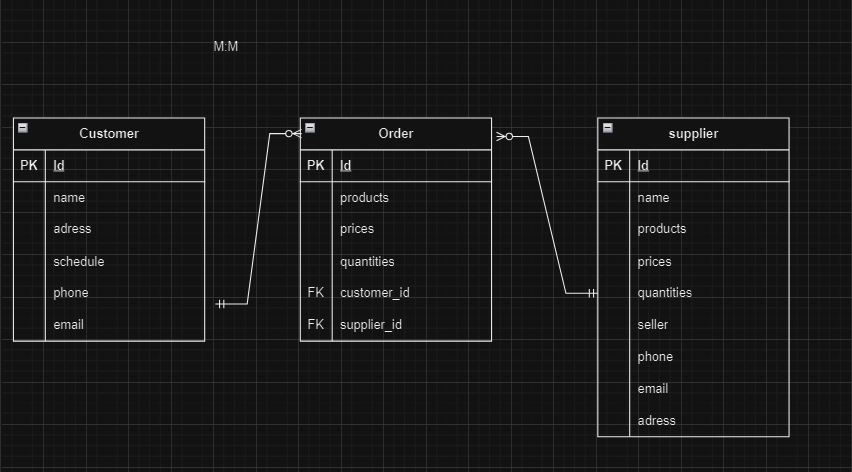 M:M
Customer
PK Id
name
adress
schedule
phone
email
Order
PK Id
products
prices
quantities
FK customer_id
FK supplier_id
supplier
PK Id
name
products
prices
quantities
seller
phone
email
adress